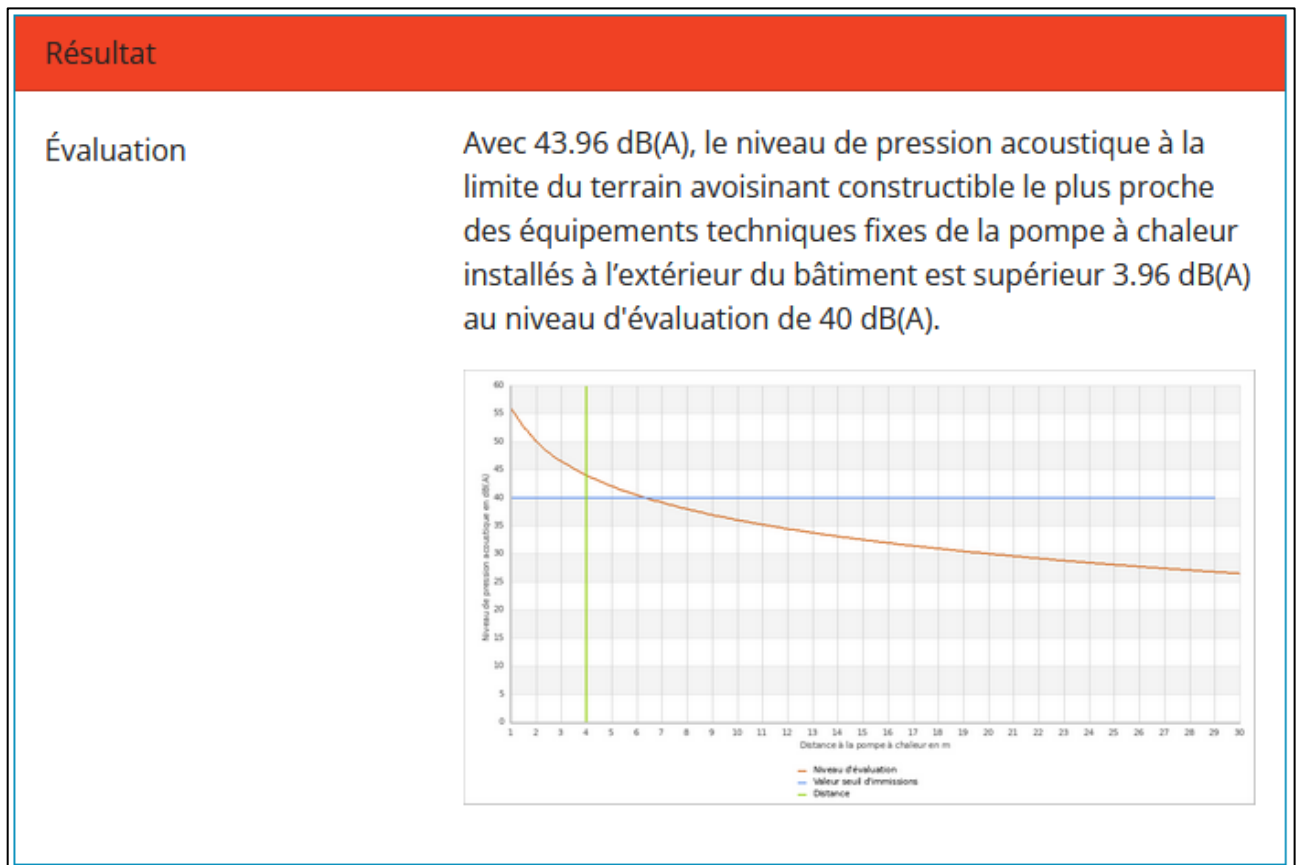 Résultat
Évaluation
Avec 43.96 dB(A), le niveau de pression acoustique à la
limite du terrain avoisinant constructible le plus proche
des équipements techniques fixes de la pompe à chaleur
installés à l’extérieur du bâtiment est supérieur 3.96 dB(A)
au niveau d'évaluation de 40 dB(A).
Niveau de pression acoustique en dB(A)
60
55
50
45
40
35
30
25
20
15
10
5
0
1 2 3 4 5 6 7 8 9 10 11 12 13 14 15 16 17 18 19 20 21 22 23 24 25 26 27 28 29 30
Distance à la pompe à chaleur en m
Niveau d'évaluation
Valeur seuil d'immissions
Distance